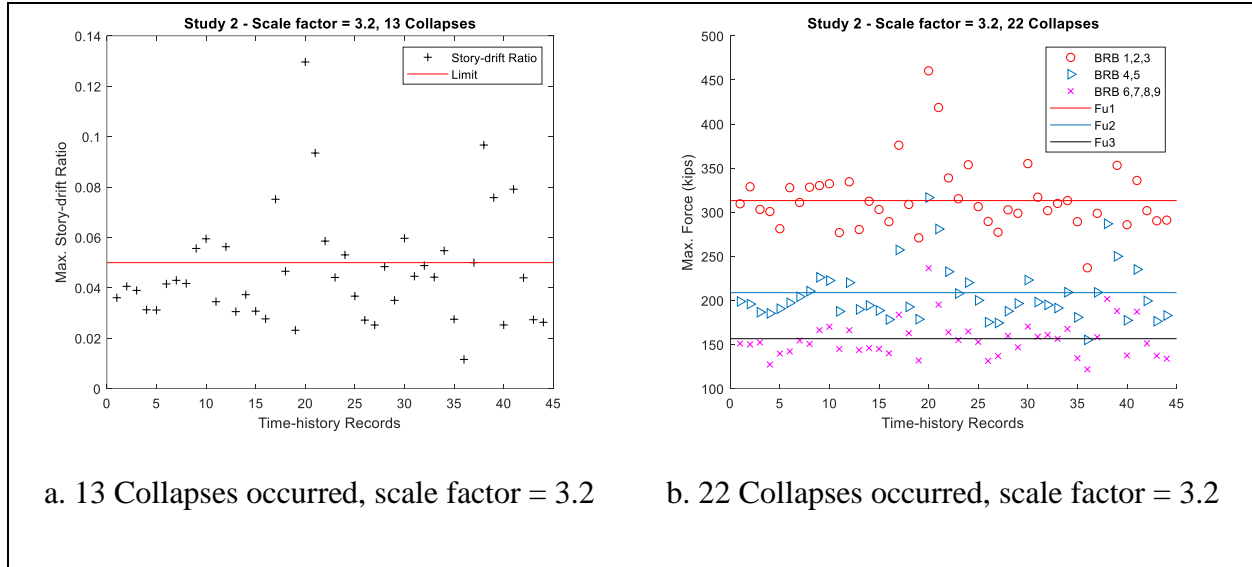 Study 2 - Scale factor = 3.2, 13 Collapses
0.14
0.12
0.1
0.08
0.06
0.04
0.02
0
Max. Story-drift Ratio
Story-drift Ratio
Limit
0 5 10 15 20 25 30 35 40 45
Time-history Records
Study 2 - Scale factor = 3.2, 22 Collapses
500
450
400
350
300
250
200
150
100
Max. Force (kips)
BRB 1,2,3
BRB 4,5
BRB 6,7,8,9
Fu1
Fu2
Fu3
0 5 10 15 20 25 30 35 40 45
Time-history Records
a. 13 Collapses occurred, scale factor = 3.2
b. 22 Collapses occurred, scale factor = 3.2